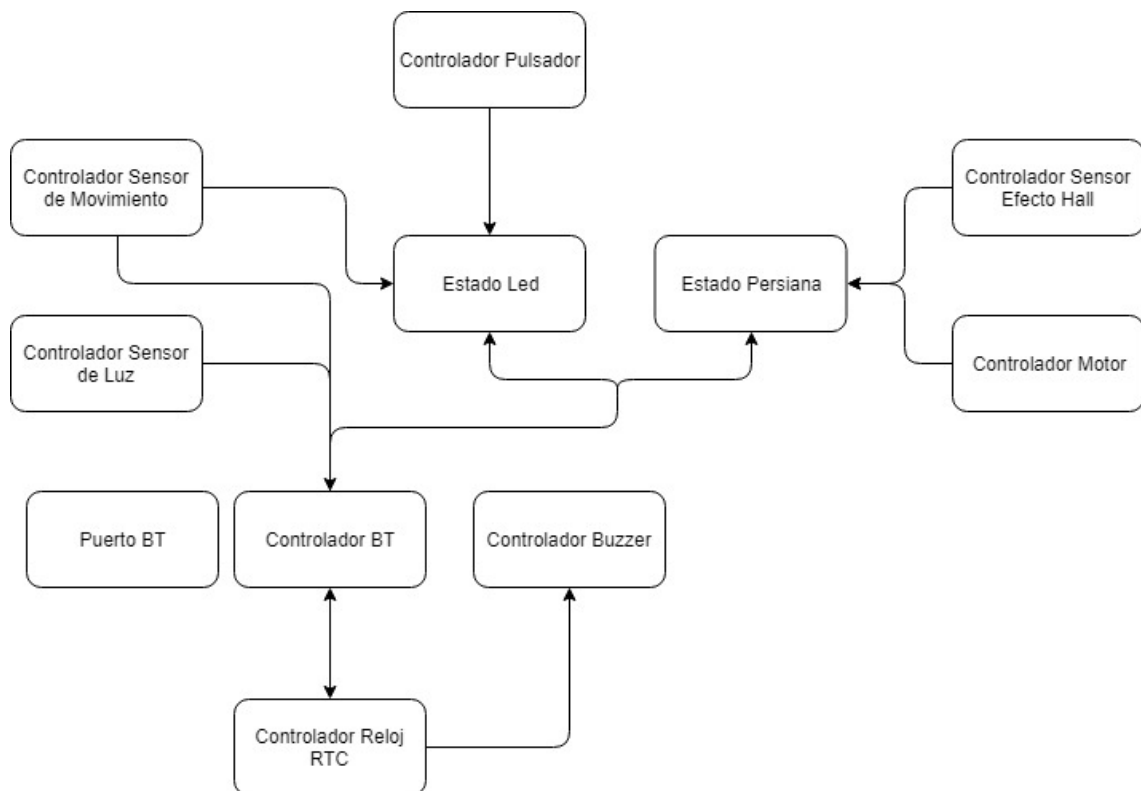 Controlador Pulsador
Controlador Sensor
de Movimiento
Controlador Sensor
Efecto Hall
Estado Led
Estado Persiana
Controlador Sensor
de Luz
Controlador Motor
Puerto BT
Controlador BT
Controlador Buzzer
Controlador Reloj
RTC